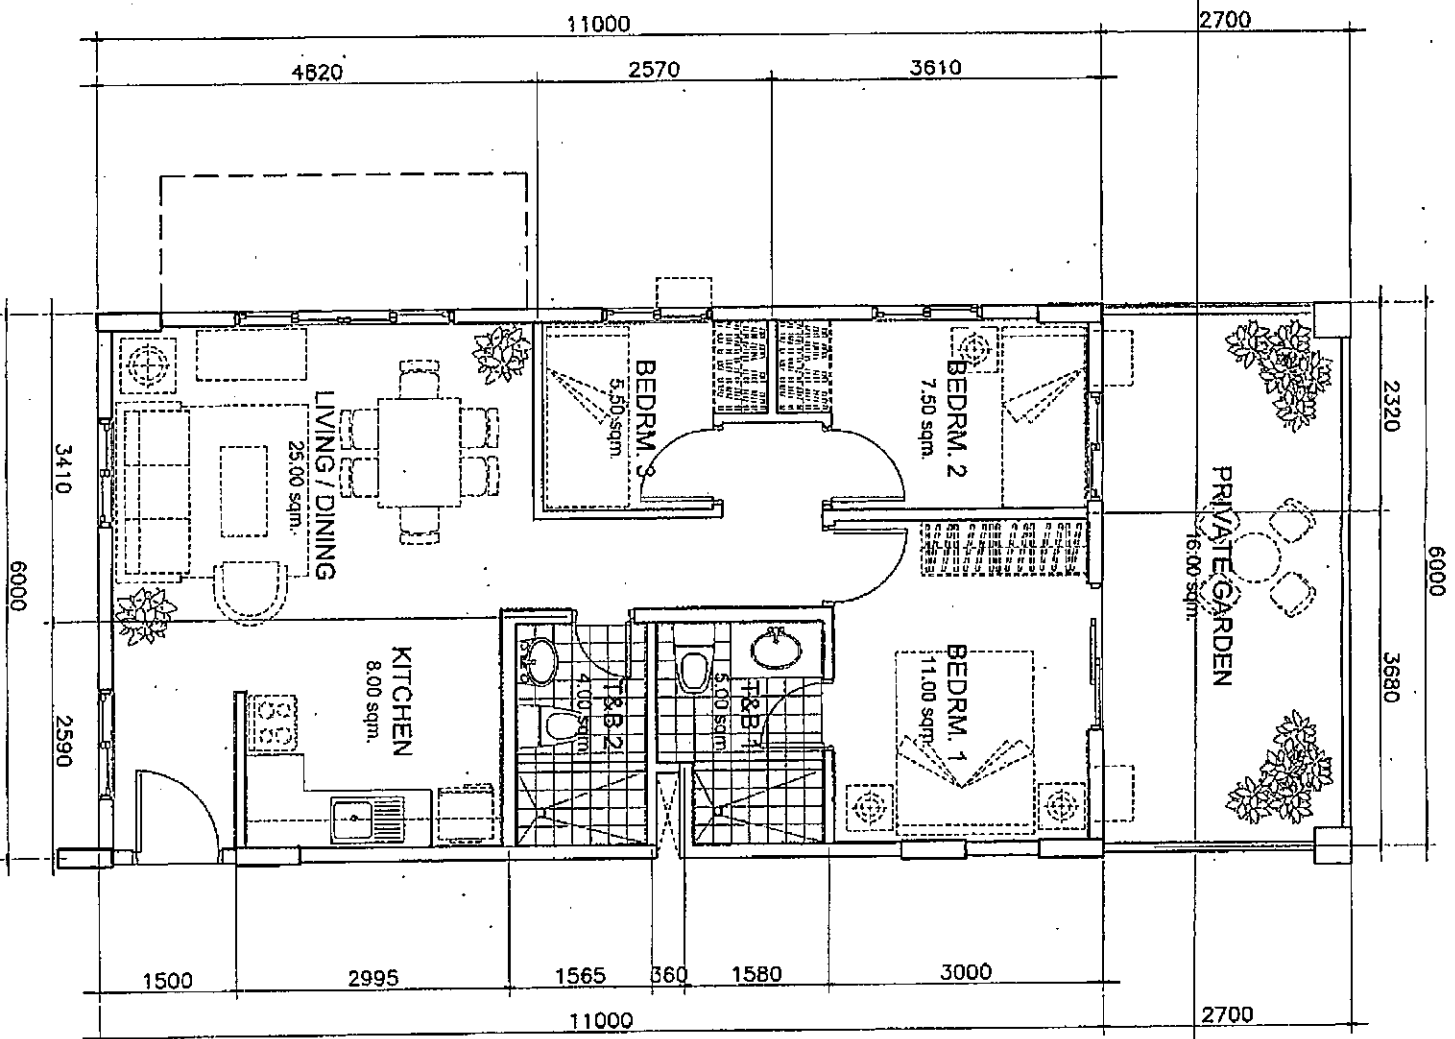 11000
2700
4820
2570
3610
LIVING / DINING
25.00 sqm.
BEDRM. 3
5.50 sqm.
BEDRM. 2
7.50 sqm.
PRIVATE GARDEN
16.00 sqm.
KITCHEN
8.00 sqm.
T&B 2
4.00 sqm.
T&B 1
5.00 sqm.
BEDRM. 1
11.00 sqm.
3410
2590
6000
2320
3680
6000
1500
2995
1565
360
1580
3000
11000
2700